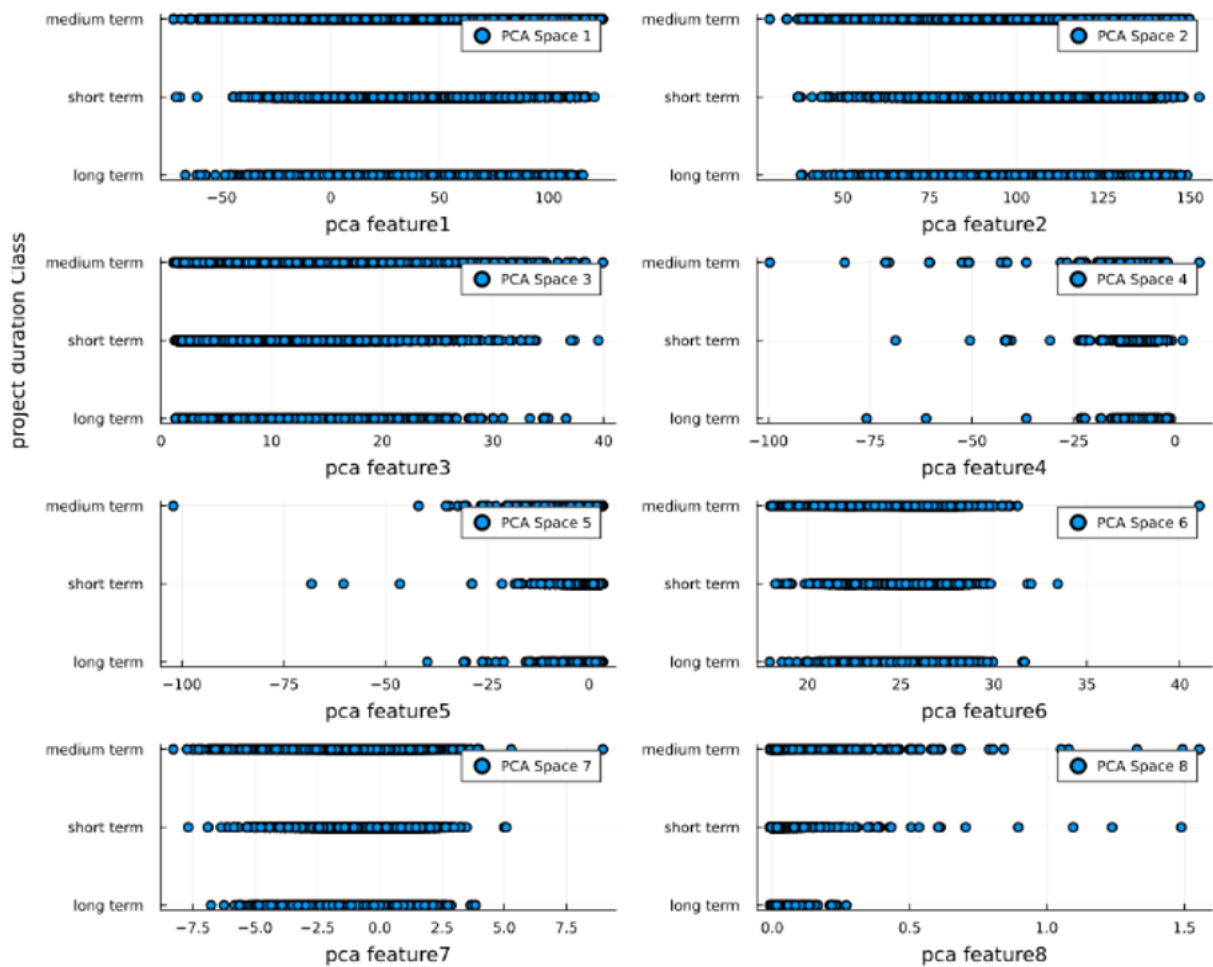 project duration Class
medium term
short term
long term
PCA Space 1
−50 0 50 100
pca feature1
medium term
short term
long term
PCA Space 2
50 75 100 125 150
pca feature2
medium term
short term
long term
PCA Space 3
0 10 20 30 40
pca feature3
medium term
short term
long term
PCA Space 4
−100 −75 −50 −25 0
pca feature4
medium term
short term
long term
PCA Space 5
−100 −75 −50 −25 0
pca feature5
medium term
short term
long term
PCA Space 6
20 25 30 35 40
pca feature6
medium term
short term
long term
PCA Space 7
−7.5 −5.0 −2.5 0.0 2.5 5.0 7.5
pca feature7
medium term
short term
long term
PCA Space 8
0.0 0.5 1.0 1.5
pca feature8